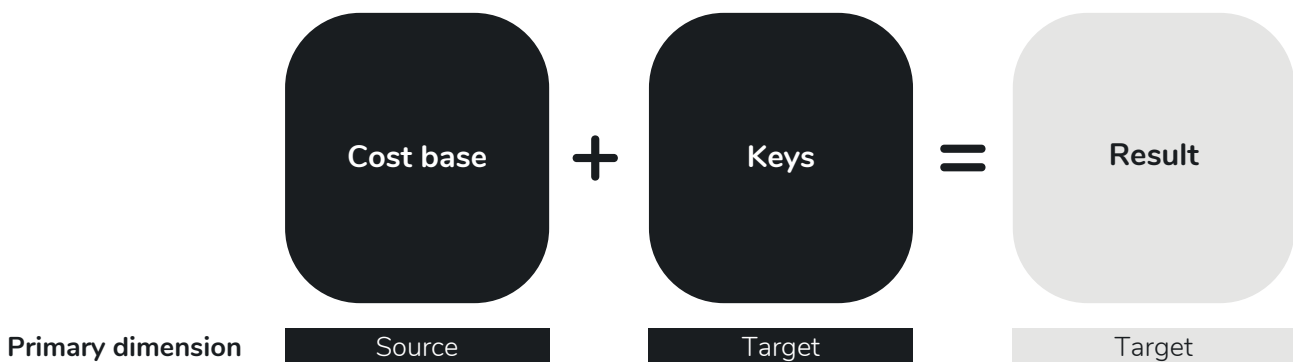 Cost base + Keys = Result
Primary dimension Source Target Target